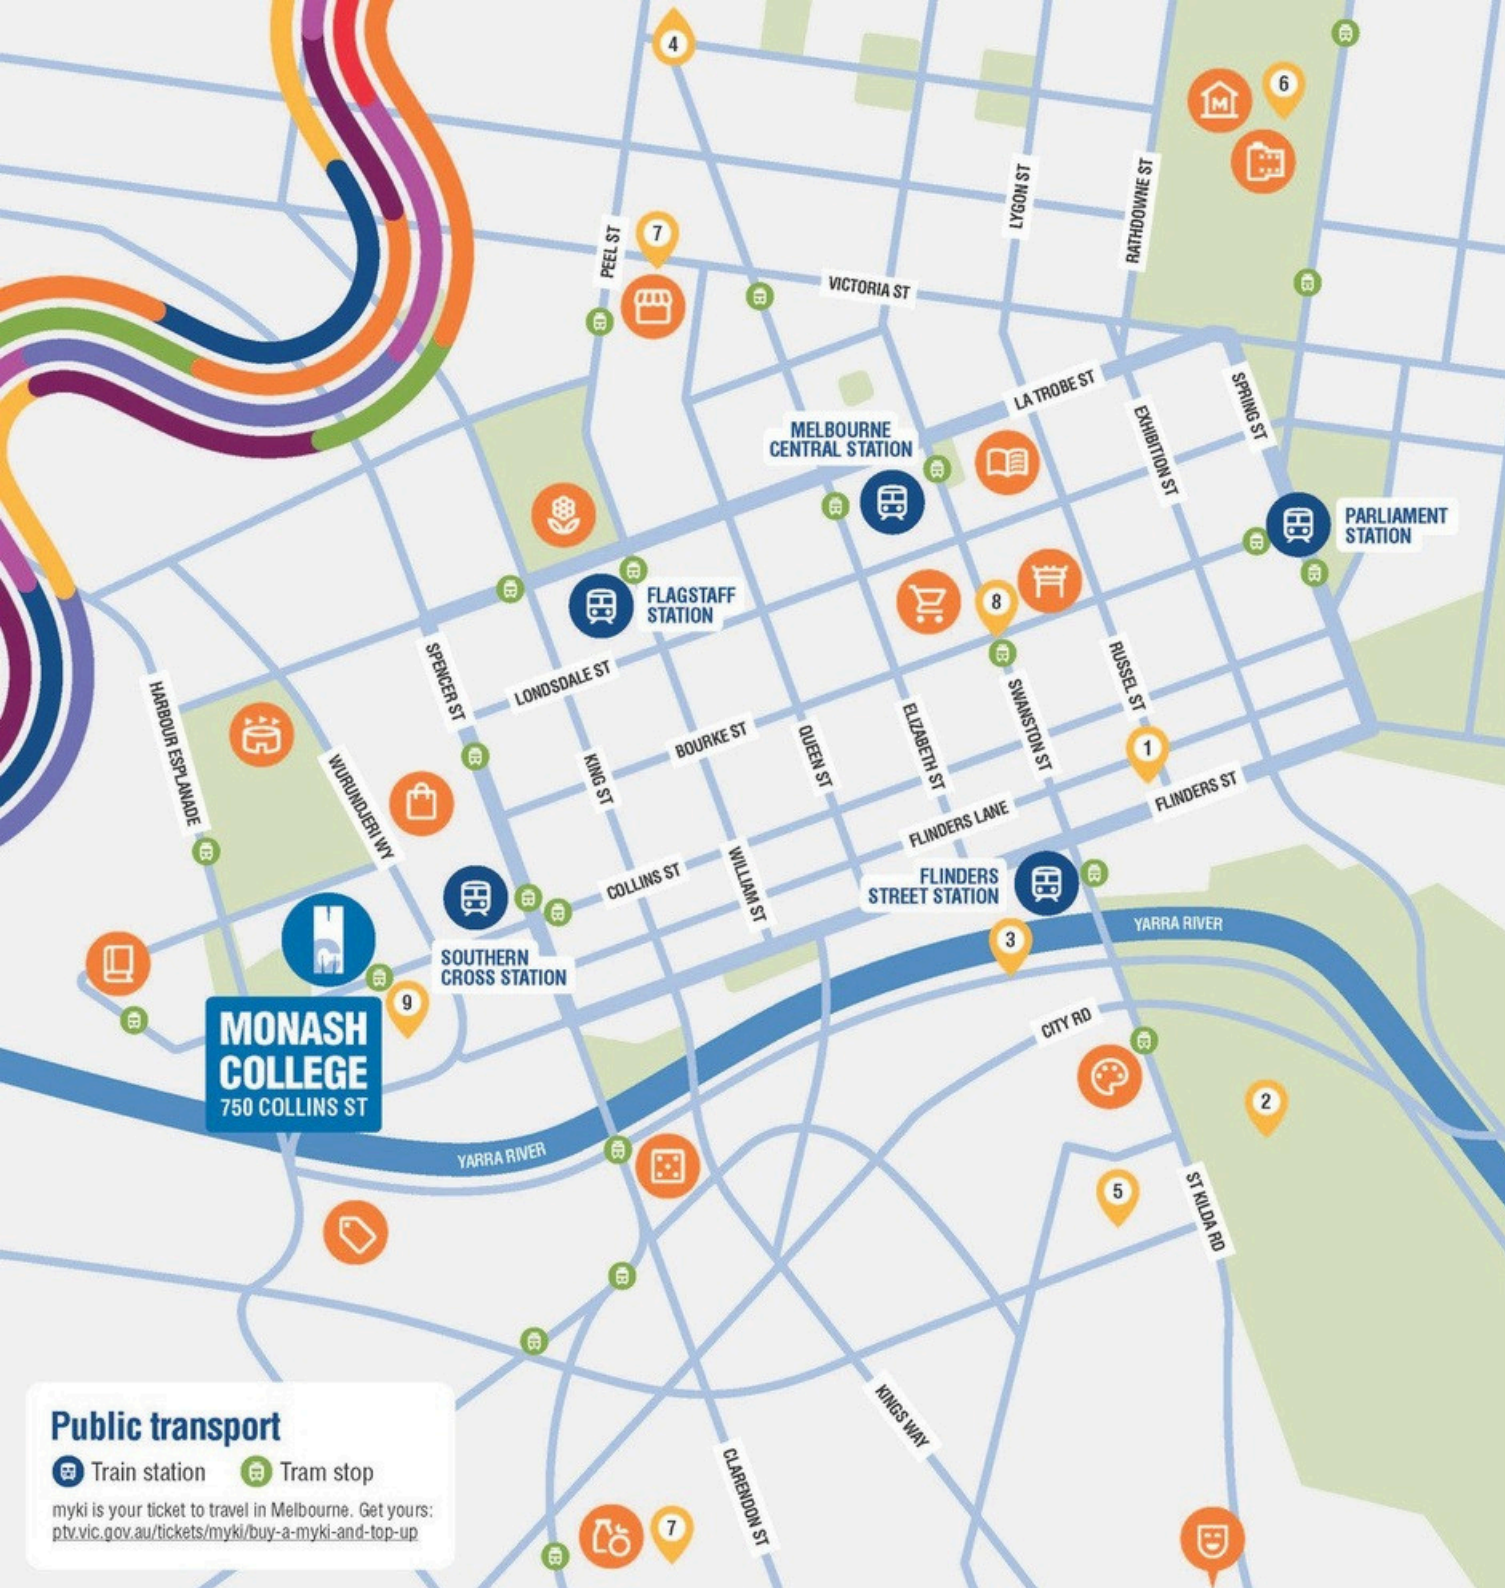 4
6
LYGON ST
RATHDOWNE ST
PEEL ST
7
VICTORIA ST
LA TROBE ST
SPRING ST
EXHIBITION ST
MELBOURNE
CENTRAL STATION
PARLIAMENT
STATION
FLAGSTAFF
STATION
8
SPENCER ST
LONDSDALE ST
RUSSEL ST
HARBOUR ESPLANADE
SWANSTON ST
ELIZABETH ST
BOURKE ST
QUEEN ST
1
WURUNDJERI WY
KING ST
FLINDERS ST
FLINDERS LANE
WILLIAM ST
COLLINS ST
FLINDERS
STREET STATION
YARRA RIVER
3
SOUTHERN
CROSS STATION
9
MONASH
COLLEGE
750 COLLINS ST
CITY RD
2
YARRA RIVER
5
ST KILDA RD
KINGS WAY
CLARENDON ST
7
Public transport
Train station
Tram stop
myki is your ticket to travel in Melbourne. Get yours:
ptv.vic.gov.au/tickets/myki/buy-a-myki-and-top-up
M